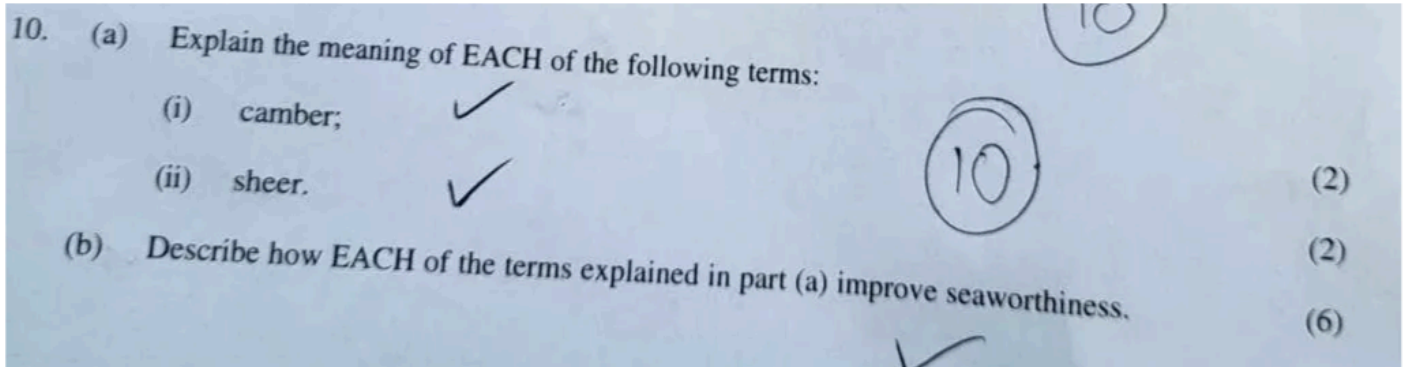 10
10. (a) Explain the meaning of EACH of the following terms:
(i) camber;
10
(2)
(ii) sheer.
(2)
(b) Describe how EACH of the terms explained in part (a) improve seaworthiness.
(6)